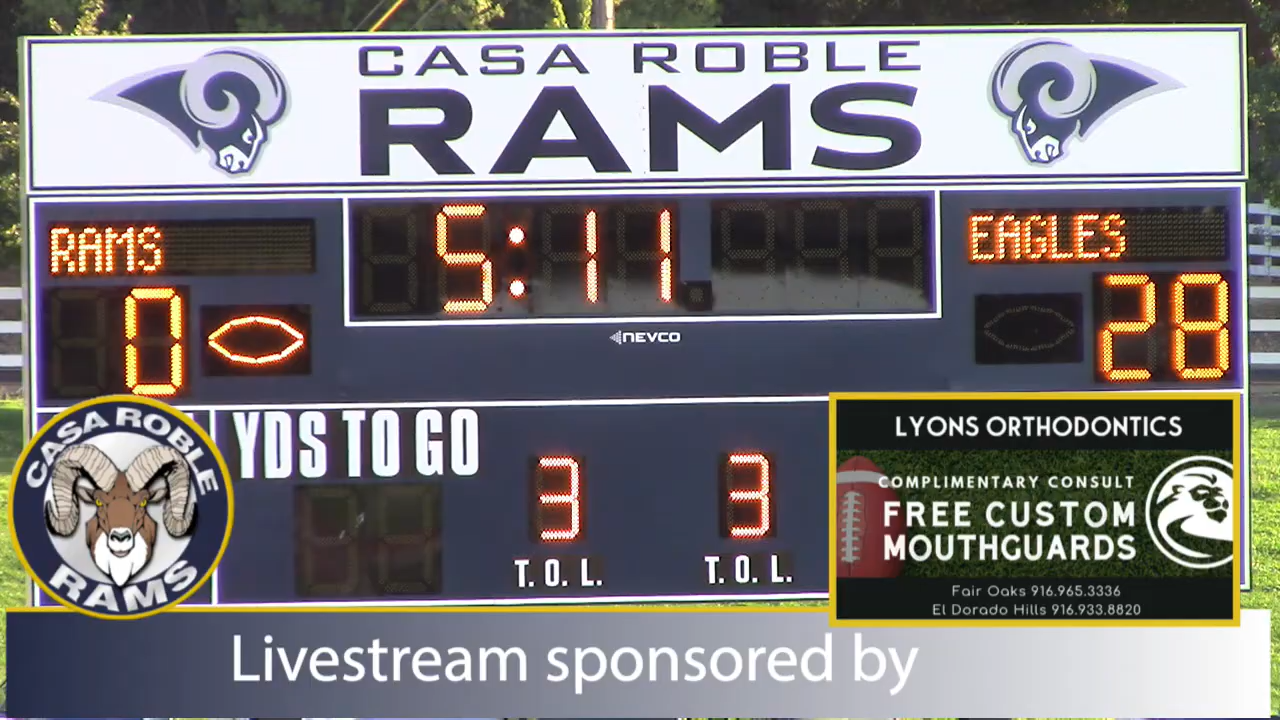 CASA ROBLE
RAMS
RAMS
5:11
EAGLES
0
28
NEVCO
YDS TO GO
3
3
T. O. L.
T. O. L.
CASA ROBLE
RAMS
LYONS ORTHODONTICS
COMPLIMENTARY CONSULT
FREE CUSTOM
MOUTHGUARDS
Fair Oaks 916.965.3336
El Dorado Hills 916.933.8820
Livestream sponsored by